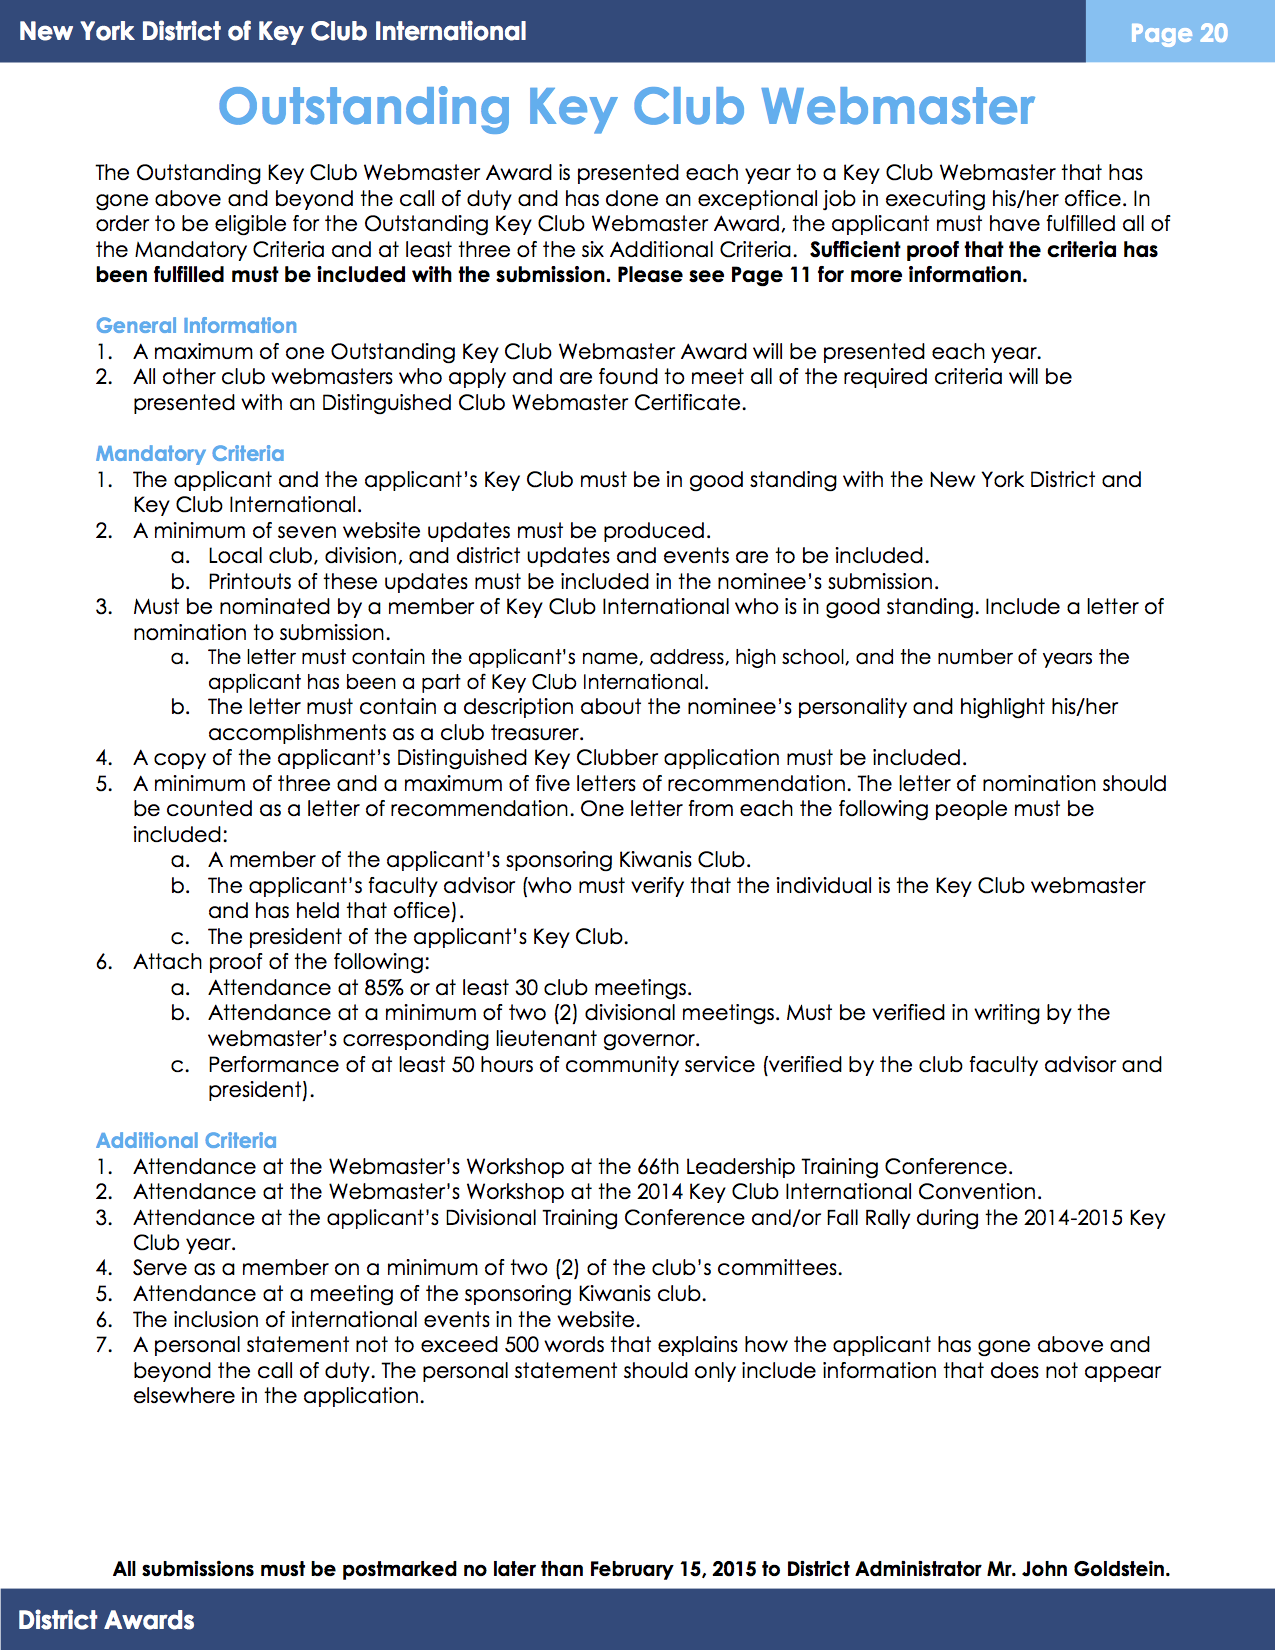 New York District of Key Club International
Page 20
Outstanding Key Club Webmaster
The Outstanding Key Club Webmaster Award is presented each year to a Key Club Webmaster that has
gone above and beyond the call of duty and has done an exceptional job in executing his/her office. In
order to be eligible for the Outstanding Key Club Webmaster Award, the applicant must have fulfilled all of
the Mandatory Criteria and at least three of the six Additional Criteria. Sufficient proof that the criteria has
been fulfilled must be included with the submission. Please see Page 11 for more information.
General Information
1. A maximum of one Outstanding Key Club Webmaster Award will be presented each year.
2. All other club webmasters who apply and are found to meet all of the required criteria will be
presented with an Distinguished Club Webmaster Certificate.
Mandatory Criteria
1. The applicant and the applicant's Key Club must be in good standing with the New York District and
Key Club International.
2. A minimum of seven website updates must be produced.
a. Local club, division, and district updates and events are to be included.
b. Printouts of these updates must be included in the nominee's submission.
3. Must be nominated by a member of Key Club International who is in good standing. Include a letter of
nomination to submission.
a. The letter must contain the applicant's name, address, high school, and the number of years the
applicant has been a part of Key Club International.
b. The letter must contain a description about the nominee's personality and highlight his/her
accomplishments as a club treasurer.
4. A copy of the applicant's Distinguished Key Clubber application must be included.
5. A minimum of three and a maximum of five letters of recommendation. The letter of nomination should
be counted as a letter of recommendation. One letter from each the following people must be
included:
a. A member of the applicant's sponsoring Kiwanis Club.
b. The applicant's faculty advisor (who must verify that the individual is the Key Club webmaster
and has held that office).
c. The president of the applicant's Key Club.
6. Attach proof of the following:
a. Attendance at 85% or at least 30 club meetings.
b. Attendance at a minimum of two (2) divisional meetings. Must be verified in writing by the
webmaster's corresponding lieutenant governor.
c. Performance of at least 50 hours of community service (verified by the club faculty advisor and
president).
Additional Criteria
1. Attendance at the Webmaster's Workshop at the 66th Leadership Training Conference.
2. Attendance at the Webmaster's Workshop at the 2014 Key Club International Convention.
3. Attendance at the applicant's Divisional Training Conference and/or Fall Rally during the 2014-2015 Key
Club year.
4. Serve as a member on a minimum of two (2) of the club's committees.
5. Attendance at a meeting of the sponsoring Kiwanis club.
6. The inclusion of international events in the website.
7. A personal statement not to exceed 500 words that explains how the applicant has gone above and
beyond the call of duty. The personal statement should only include information that does not appear
elsewhere in the application.
All submissions must be postmarked no later than February 15, 2015 to District Administrator Mr. John Goldstein.
District Awards